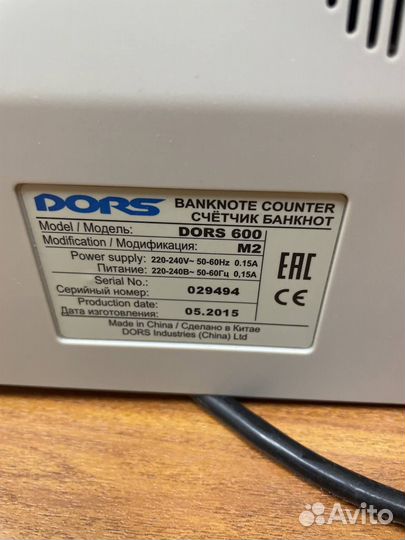 DORS BANKNOTE COUNTER
СЧЁТЧИК БАНКНОТ
Model / Модель: DORS 600
Modification / Модификация: M2
Power supply: 220-240V~ 50-60Hz 0.15A
Питание: 220-240В~ 50-60Гц 0,15А
Serial No.:
Серийный номер: 029494
Production date:
Дата изготовления: 05.2015
Made in China / Сделано в Китае
DORS Industries (China) Ltd
EAC
CE
Avito